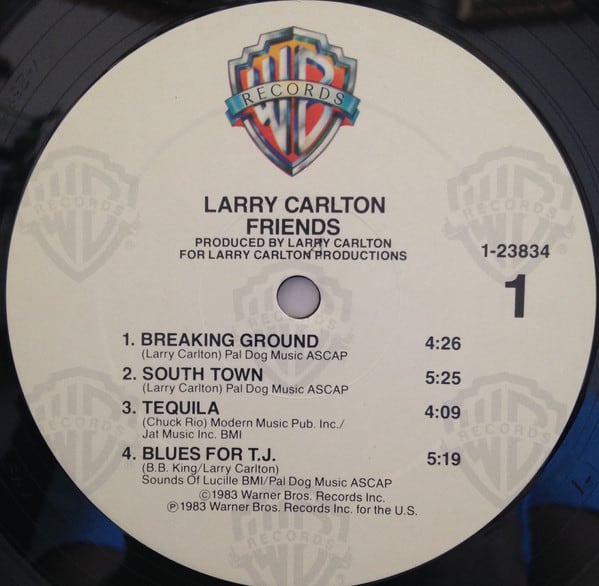 WB
RECORDS
LARRY CARLTON
FRIENDS
PRODUCED BY LARRY CARLTON
FOR LARRY CARLTON PRODUCTIONS
1-23834
1
1. BREAKING GROUND 4:26
(Larry Carlton) Pal Dog Music ASCAP
2. SOUTH TOWN 5:25
(Larry Carlton) Pal Dog Music ASCAP
3. TEQUILA 4:09
(Chuck Rio) Modern Music Pub. Inc./
Jat Music Inc. BMI
4. BLUES FOR T.J. 5:19
(B.B. King/Larry Carlton)
Sounds Of Lucille BMI/Pal Dog Music ASCAP
©1983 Warner Bros. Records Inc.
℗1983 Warner Bros. Records Inc. for the U.S.